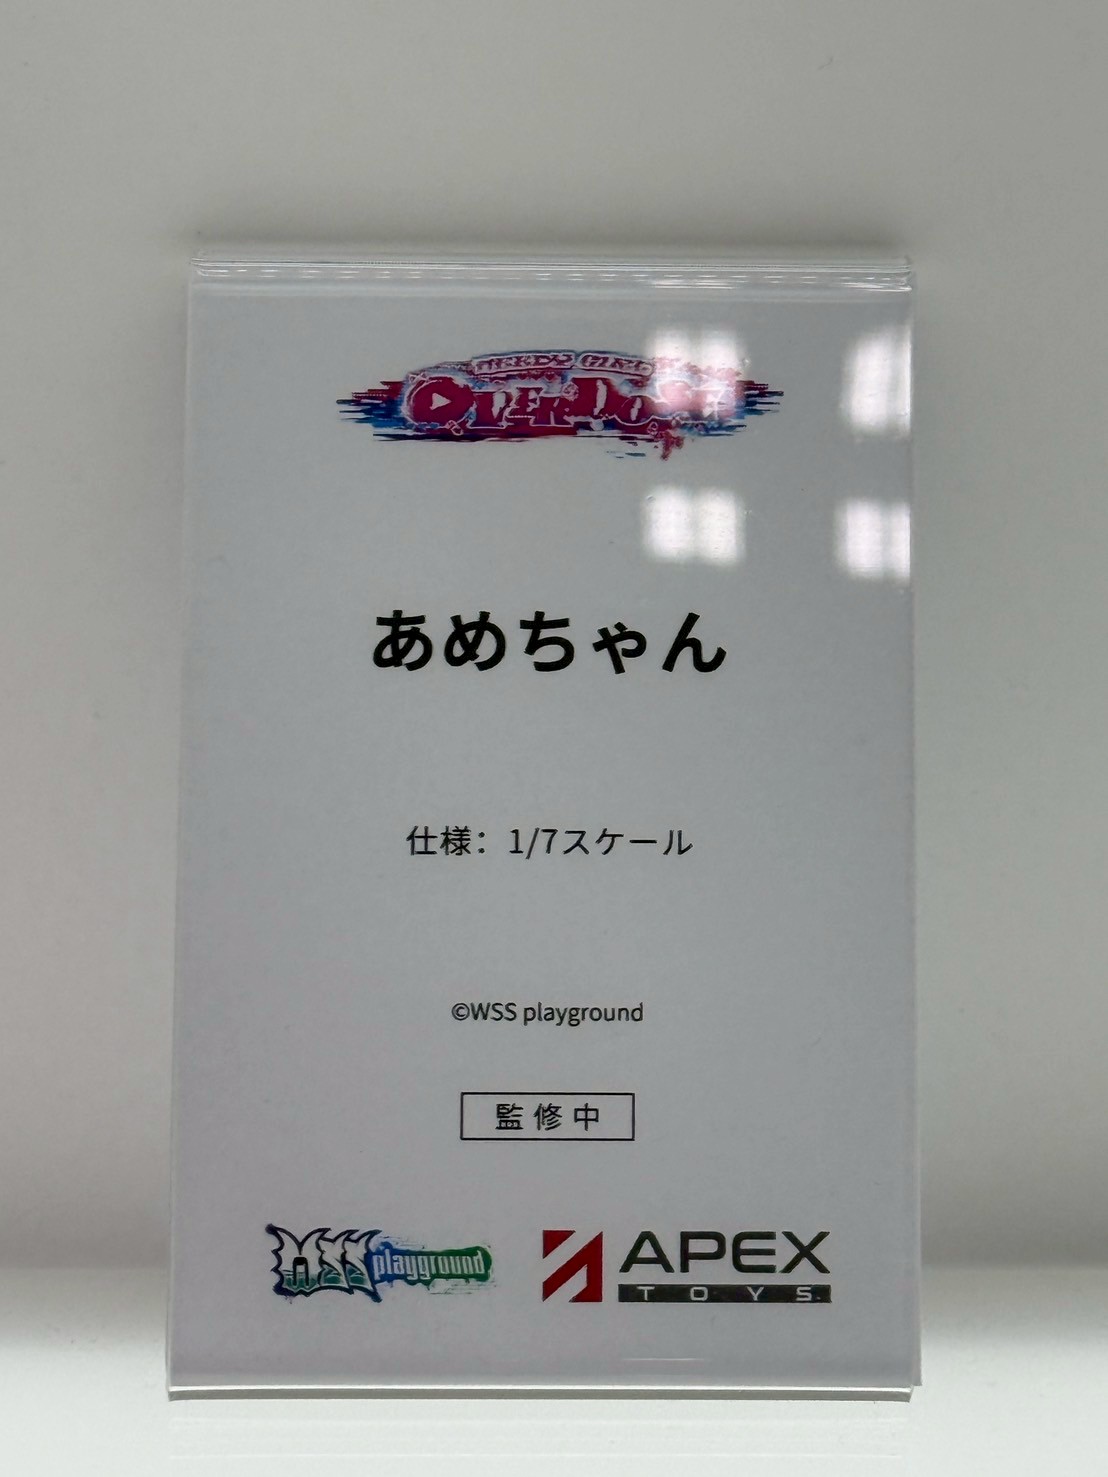 NEEDY GIRL
OVERDOSE
あめちゃん
仕様：1/7スケール
©WSS playground
監修中
WSS playground
APEX
TOYS